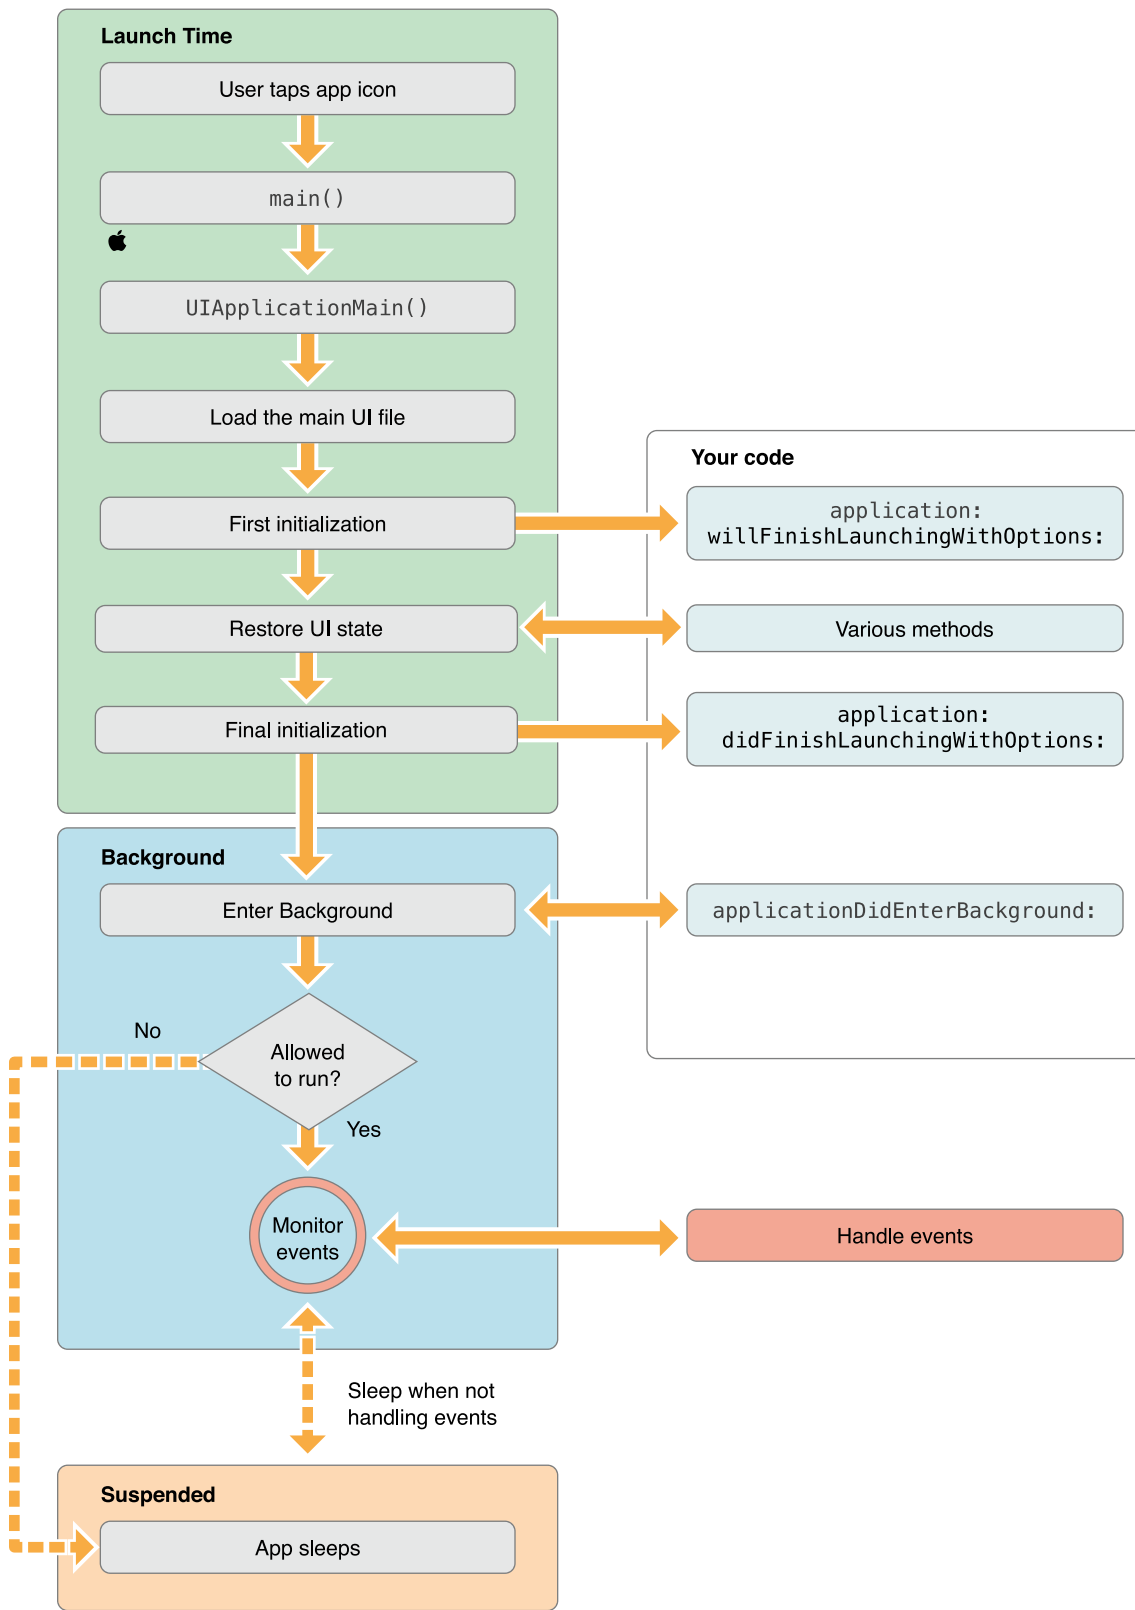 Launch Time
User taps app icon
main()
UIApplicationMain()
Load the main UI file
First initialization
Restore UI state
Final initialization
Your code
application:
willFinishLaunchingWithOptions:
Various methods
application:
didFinishLaunchingWithOptions:
applicationDidEnterBackground:
Background
Enter Background
Allowed
to run?
No
Yes
Monitor
events
Handle events
Sleep when not
handling events
Suspended
App sleeps